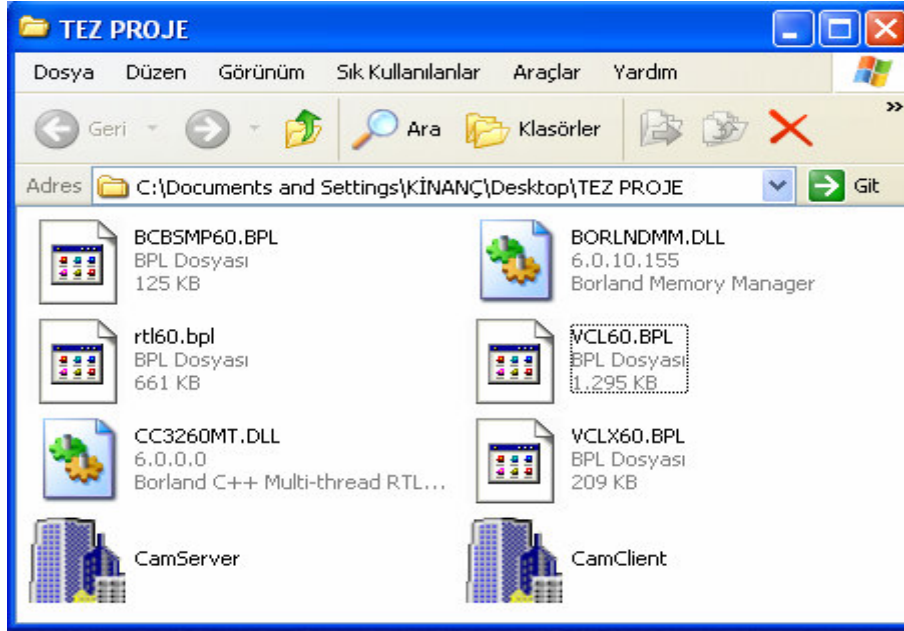 TEZ PROJE
Dosya Düzen Görünüm Sık Kullanılanlar Araçlar Yardım
Geri Ara Klasörler »
Adres C:\Documents and Settings\KİNANÇ\Desktop\TEZ PROJE Git
BCBSMP60.BPL
BPL Dosyası
125 KB
BORLNDMM.DLL
6.0.10.155
Borland Memory Manager
rtl60.bpl
BPL Dosyası
661 KB
VCL60.BPL
BPL Dosyası
1.295 KB
CC3260MT.DLL
6.0.0.0
Borland C++ Multi-thread RTL...
VCLX60.BPL
BPL Dosyası
209 KB
CamServer
CamClient